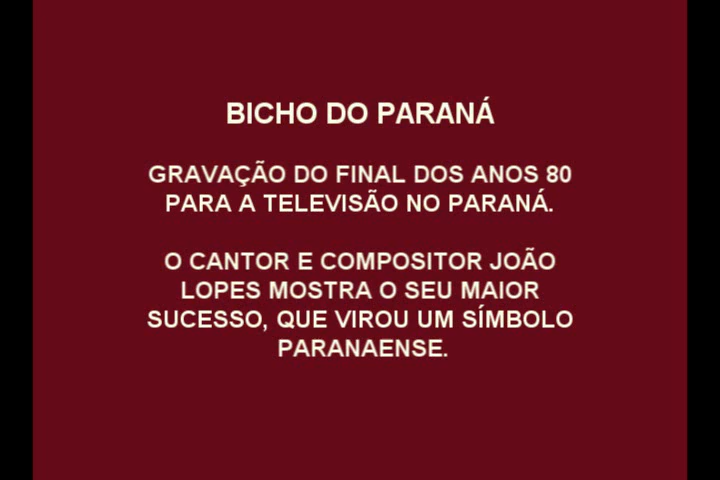 BICHO DO PARANÁ
GRAVAÇÃO DO FINAL DOS ANOS 80
PARA A TELEVISÃO NO PARANÁ.
O CANTOR E COMPOSITOR JOÃO
LOPES MOSTRA O SEU MAIOR
SUCESSO, QUE VIROU UM SÍMBOLO
PARANAENSE.